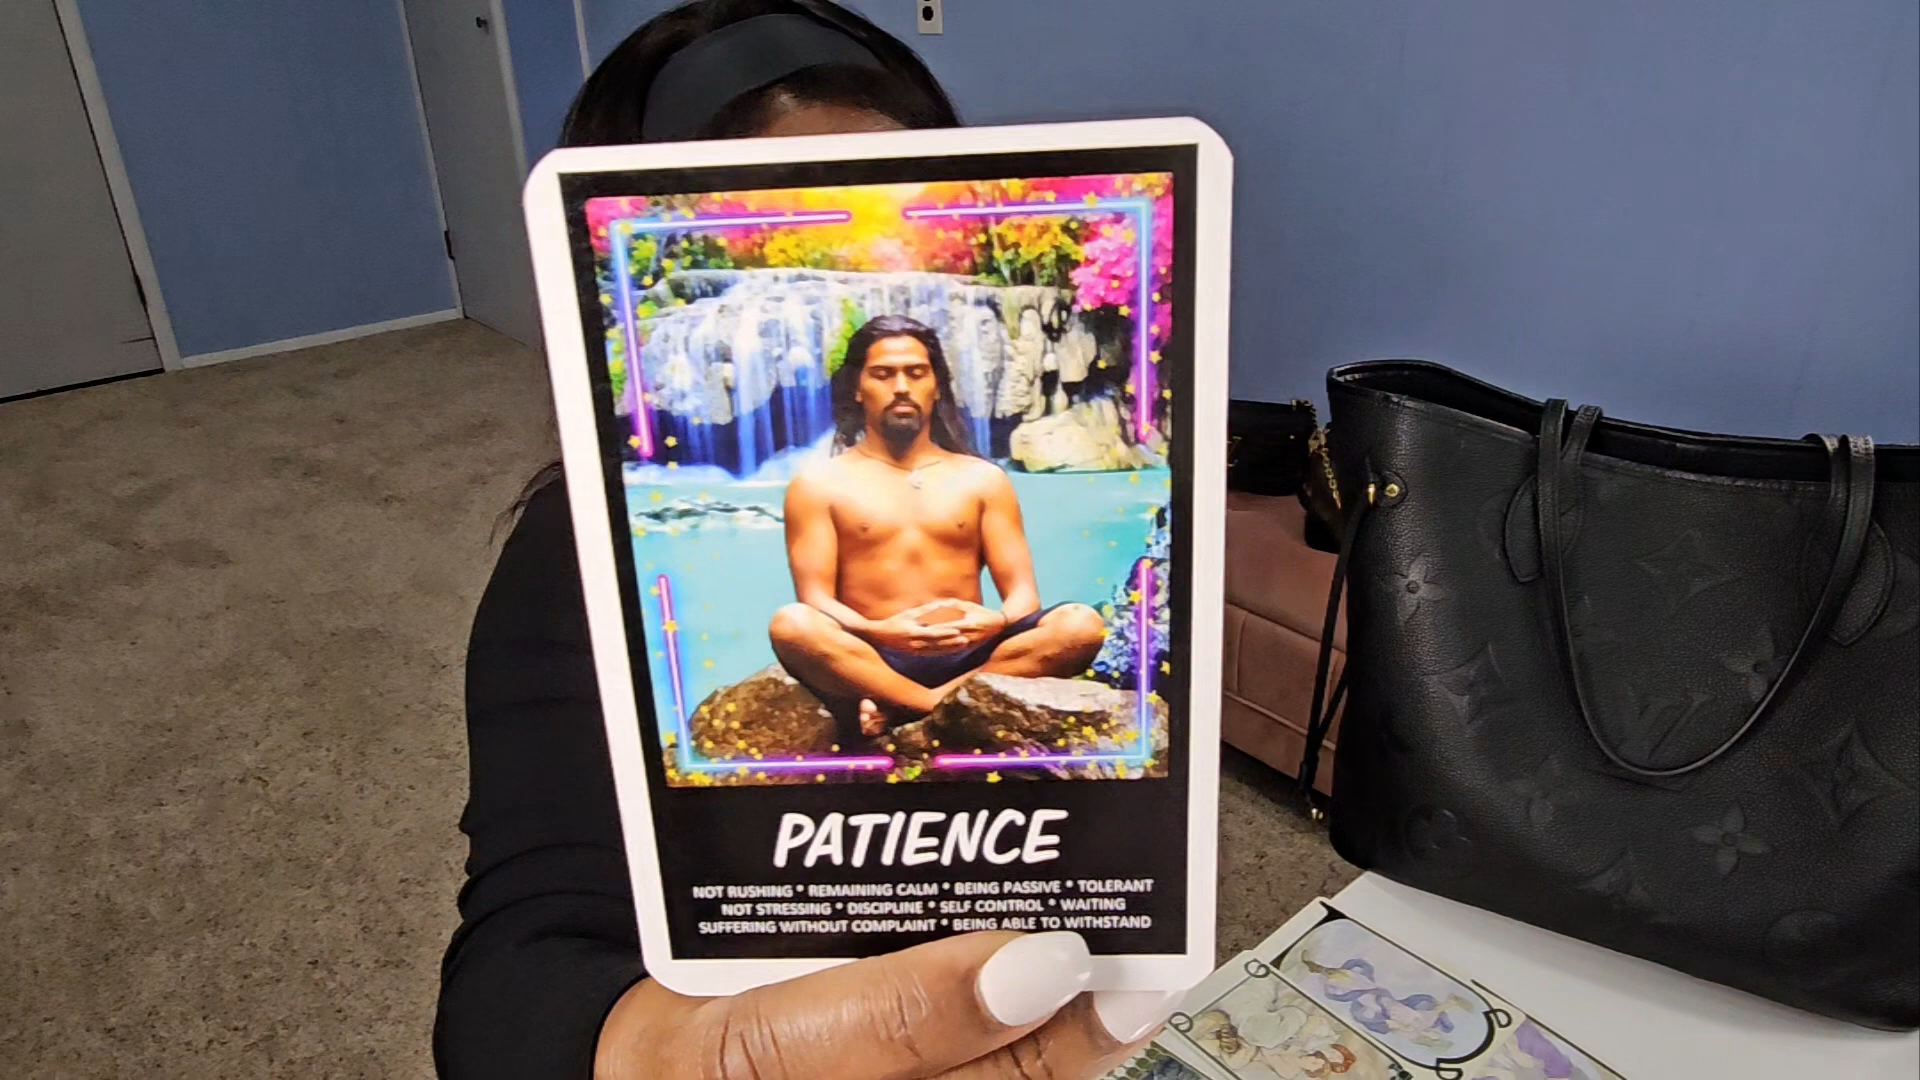 PATIENCE
NOT RUSHING * REMAINING CALM * BEING PASSIVE * TOLERANT
NOT STRESSING * DISCIPLINE * SELF CONTROL * WAITING
SUFFERING WITHOUT COMPLAINT * BEING ABLE TO WITHSTAND